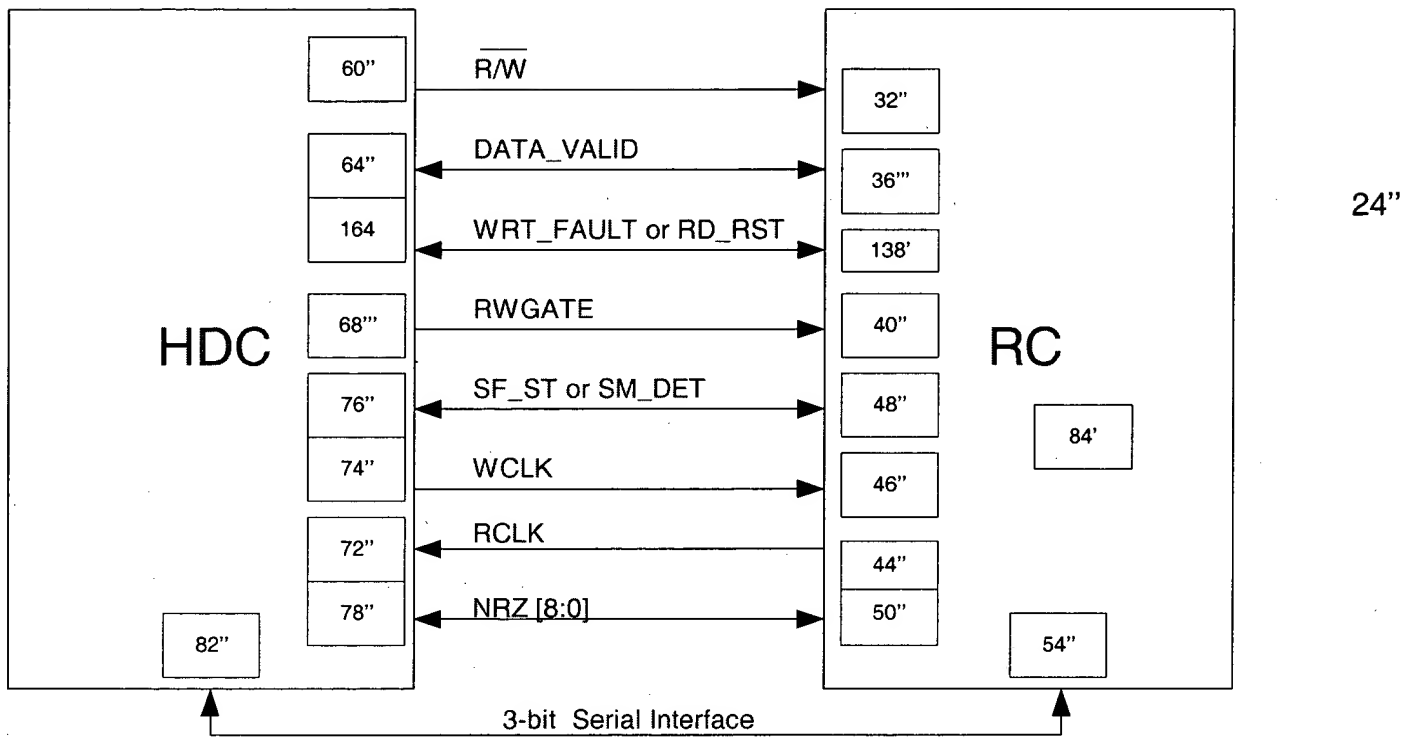 60''
R/W
32''
64''
DATA_VALID
36'''
24''
164
WRT_FAULT or RD_RST
138'
HDC
68'''
RWGATE
40''
RC
76''
SF_ST or SM_DET
48''
84'
74''
WCLK
46''
72''
RCLK
44''
78''
NRZ [8:0]
50''
82''
54''
3-bit Serial Interface